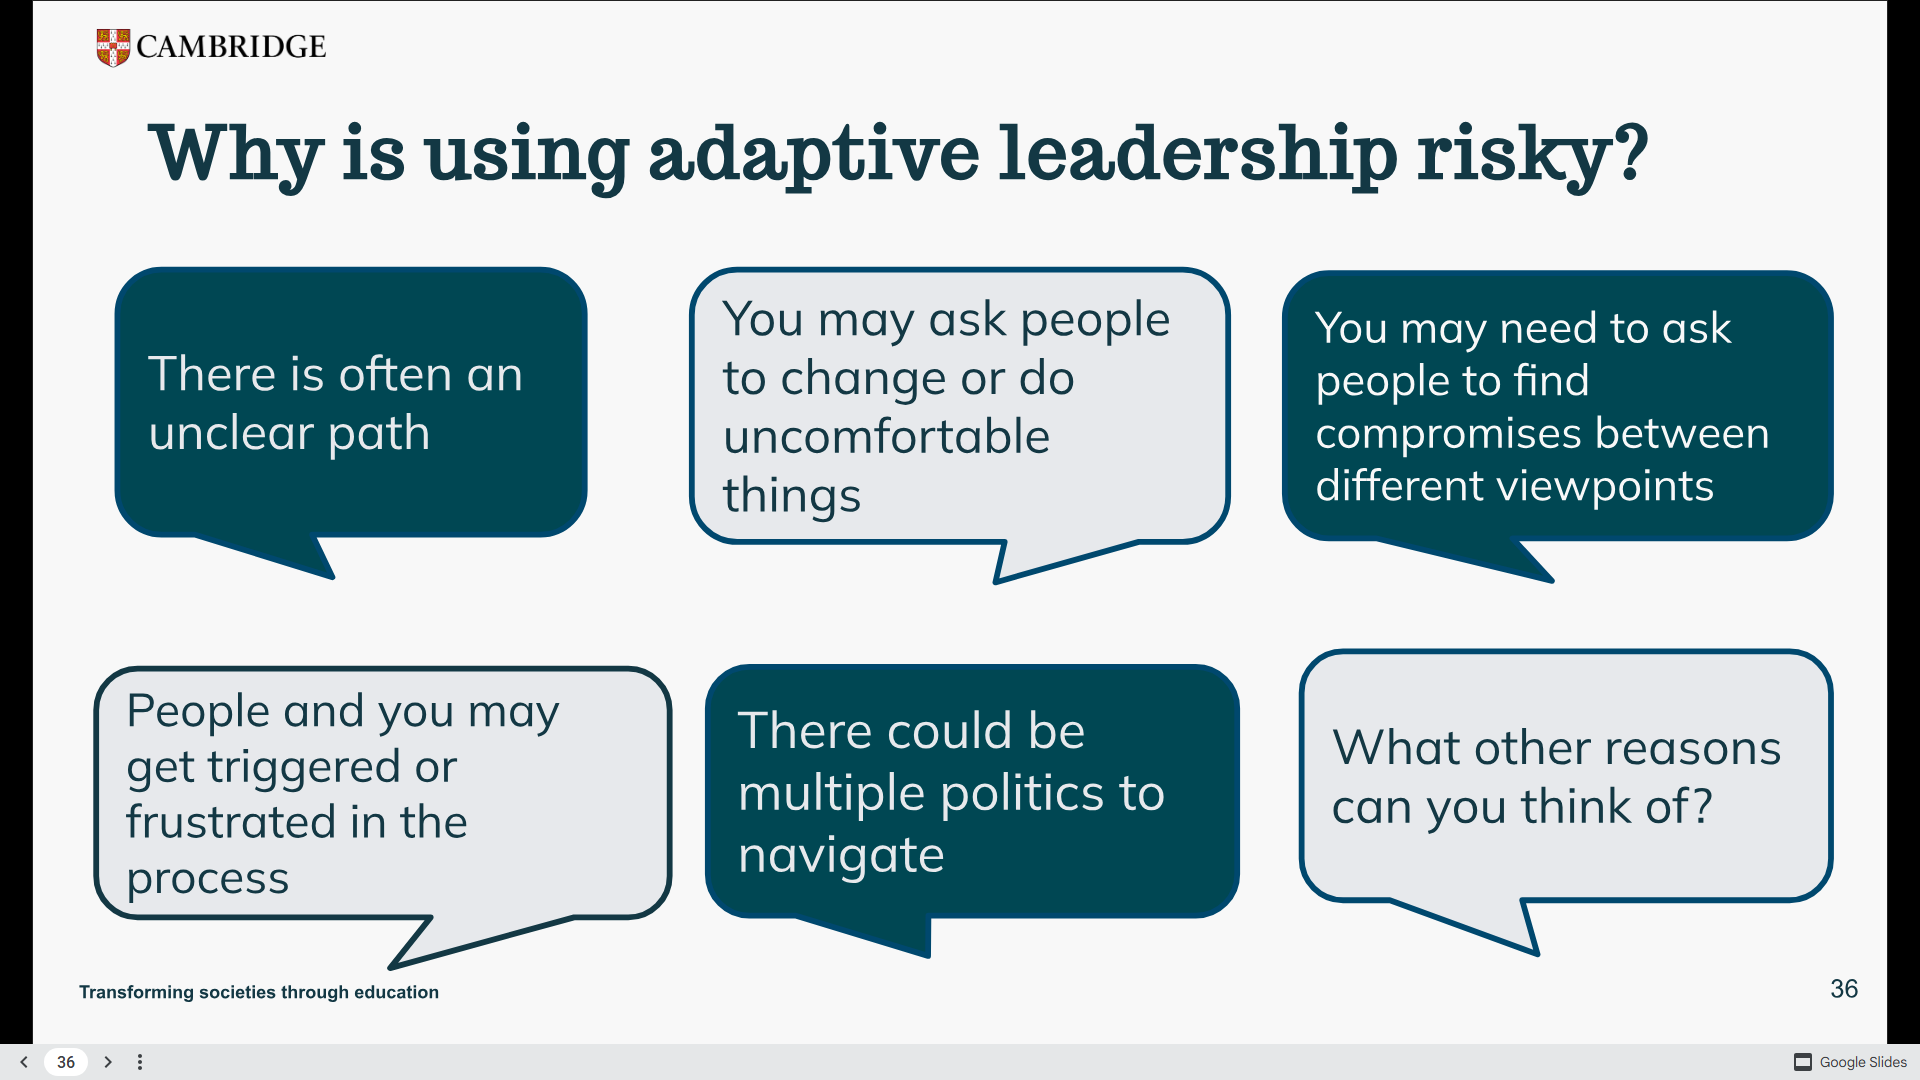 CAMBRIDGE
Why is using adaptive leadership risky?
There is often an
unclear path
You may ask people
to change or do
uncomfortable
things
You may need to ask
people to find
compromises between
different viewpoints
People and you may
get triggered or
frustrated in the
process
There could be
multiple politics to
navigate
What other reasons
can you think of?
Transforming societies through education
36
36
Google Slides